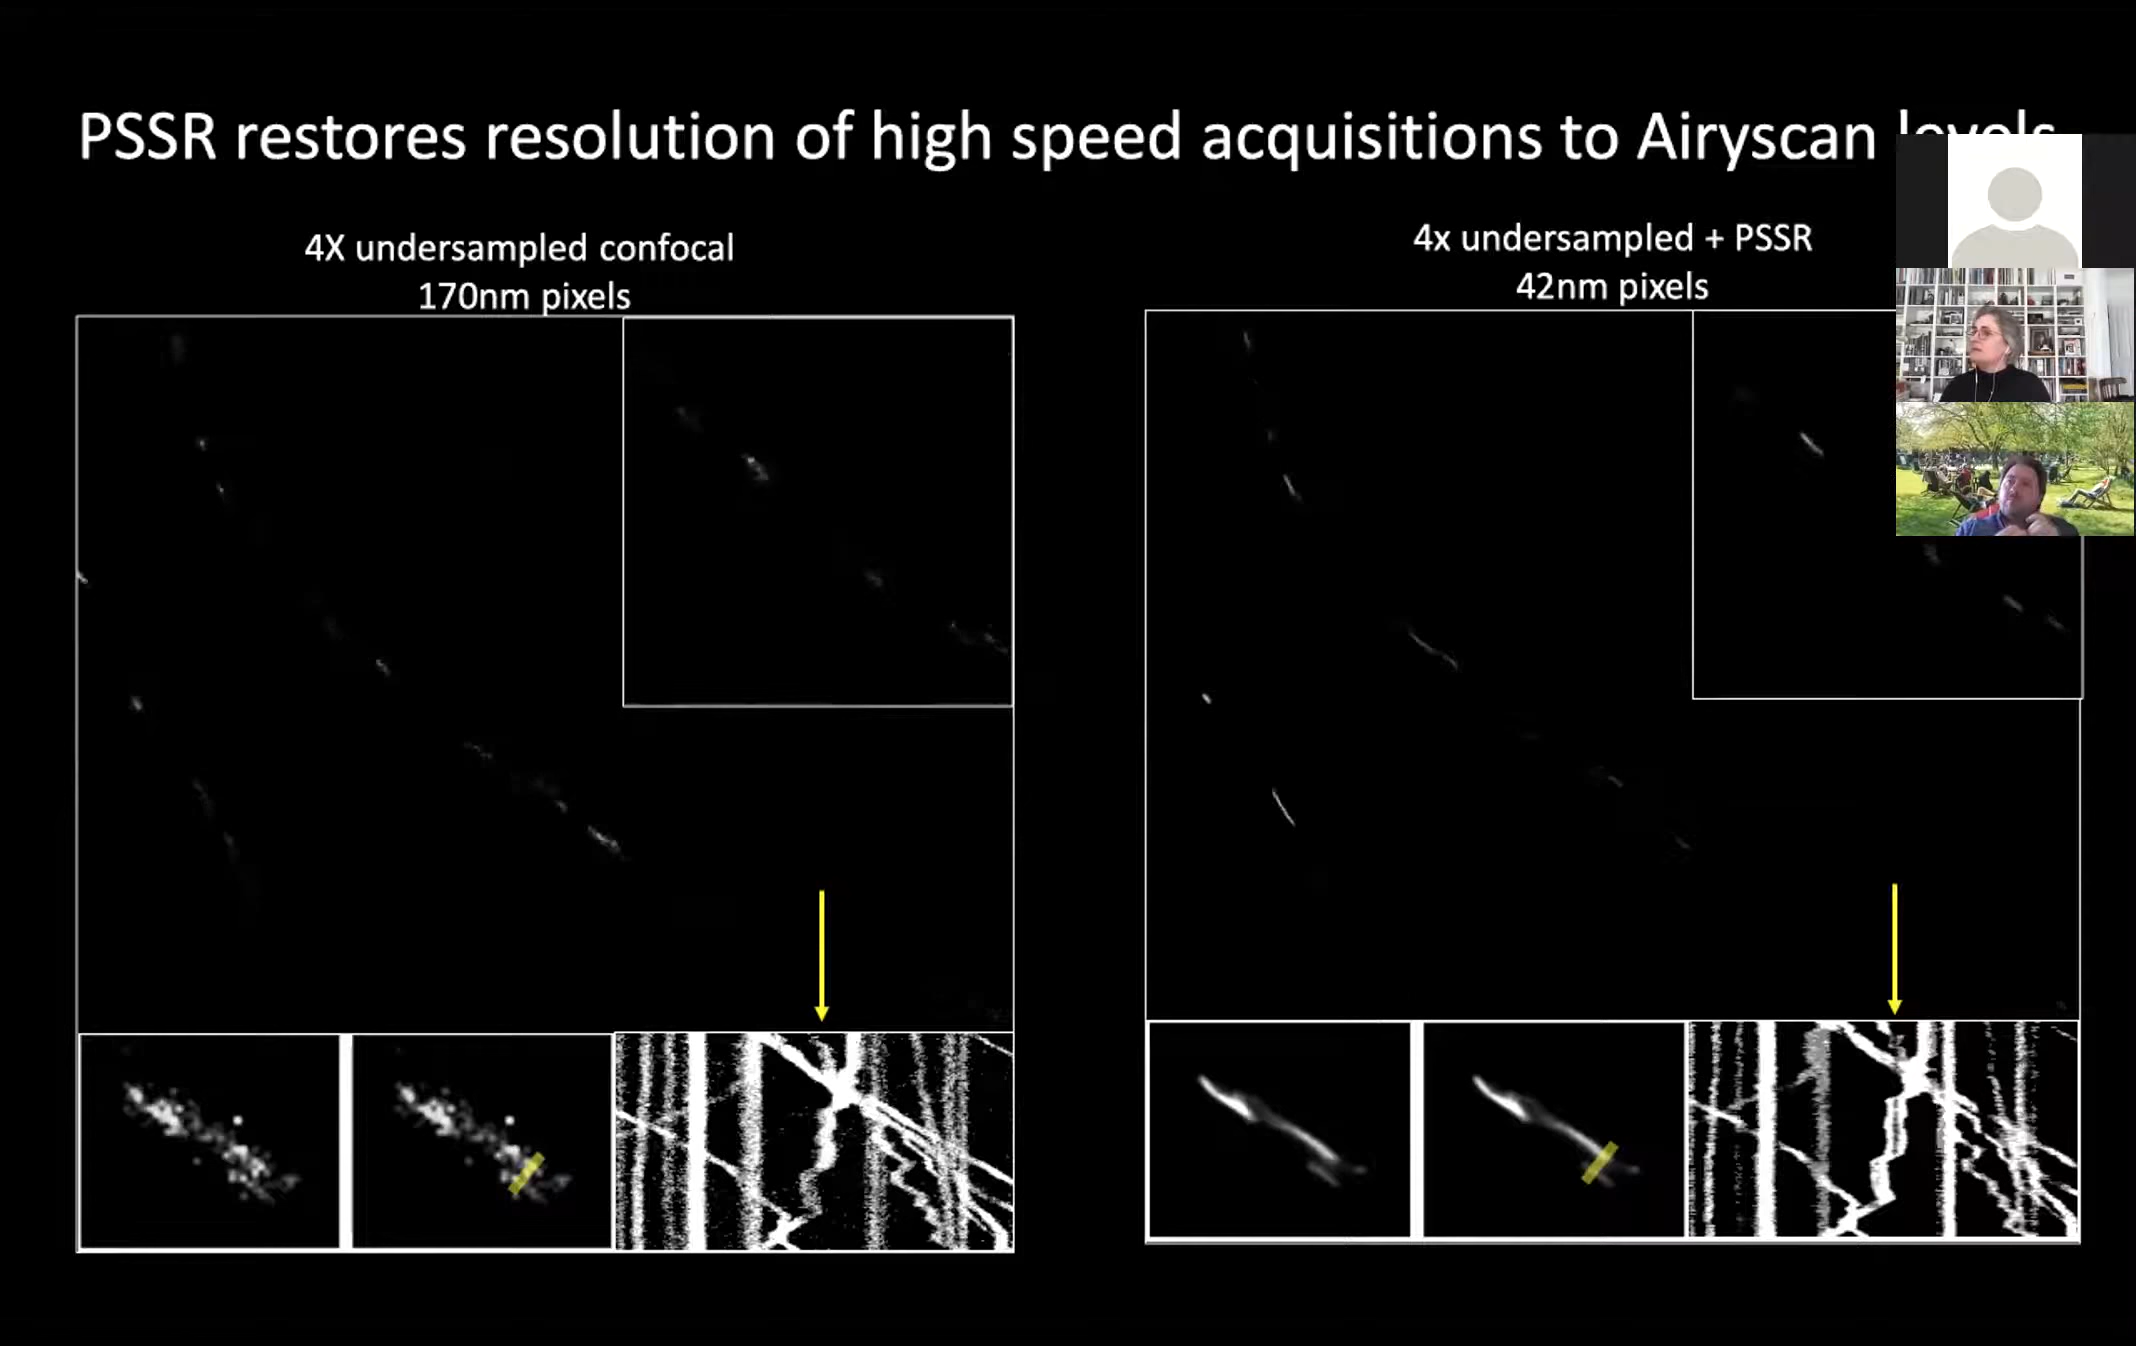 PSSR restores resolution of high speed acquisitions to Airyscan levels
4X undersampled confocal
170nm pixels
4x undersampled + PSSR
42nm pixels